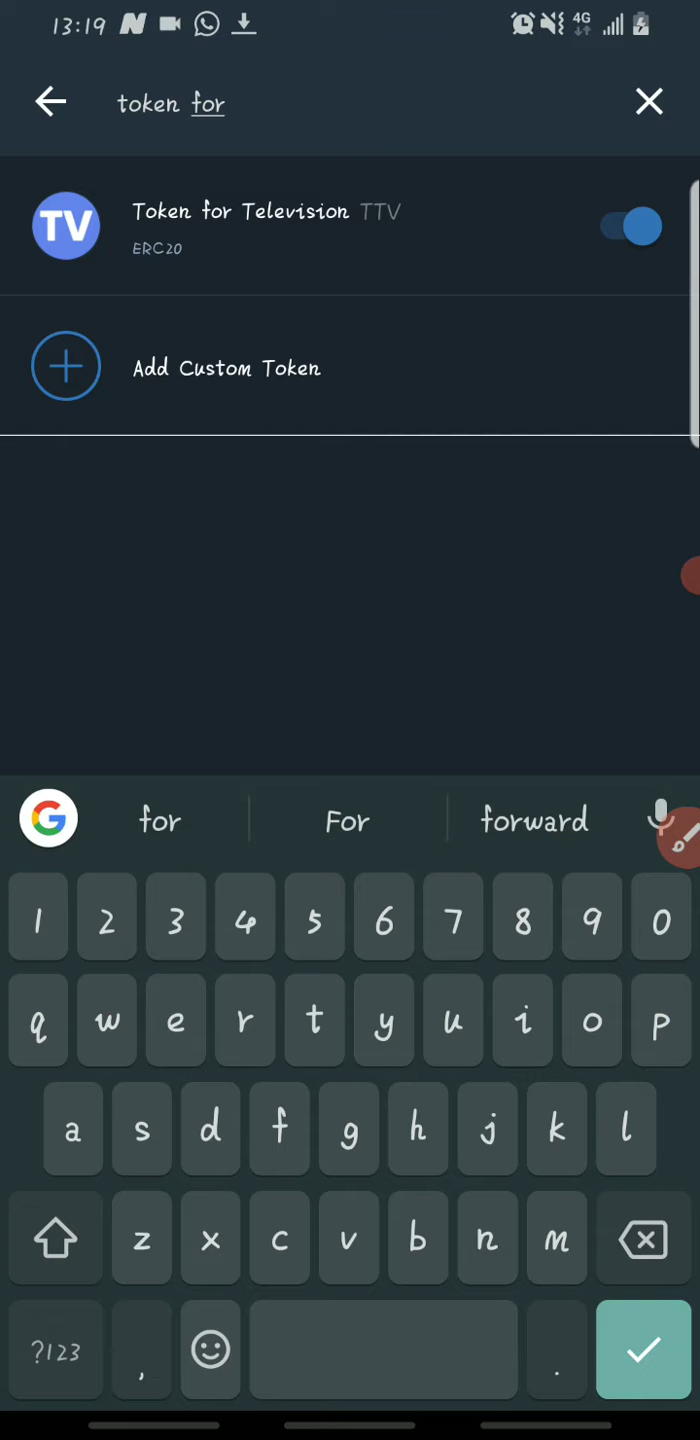 13:19 N 4G
token for
TV Token for Television TTV
ERC20
Add Custom Token
G for For forward
1 2 3 4 5 6 7 8 9 0
q w e r t y u i o p
a s d f g h j k l
z x c v b n m
?123 , .